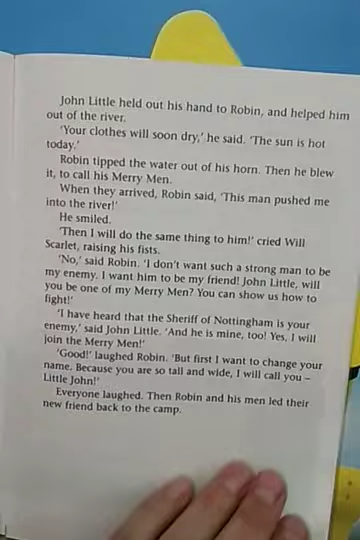 John Little held out his hand to Robin, and helped him
out of the river.
'Your clothes will soon dry,' he said. 'The sun is hot
today.'
Robin tipped the water out of his horn. Then he blew
it, to call his Merry Men.
When they arrived, Robin said, 'This man pushed me
into the river!'
He smiled.
'Then I will do the same thing to him!' cried Will
Scarlet, raising his fists.
'No,' said Robin. 'I don't want such a strong man to be
my enemy. I want him to be my friend! John Little, will
you be one of my Merry Men? You can show us how to
fight!'
'I have heard that the Sheriff of Nottingham is your
enemy,' said John Little. 'And he is mine, too! Yes, I will
join the Merry Men!'
'Good!' laughed Robin. 'But first I want to change your
name. Because you are so tall and wide, I will call you –
Little John!'
Everyone laughed. Then Robin and his men led their
new friend back to the camp.